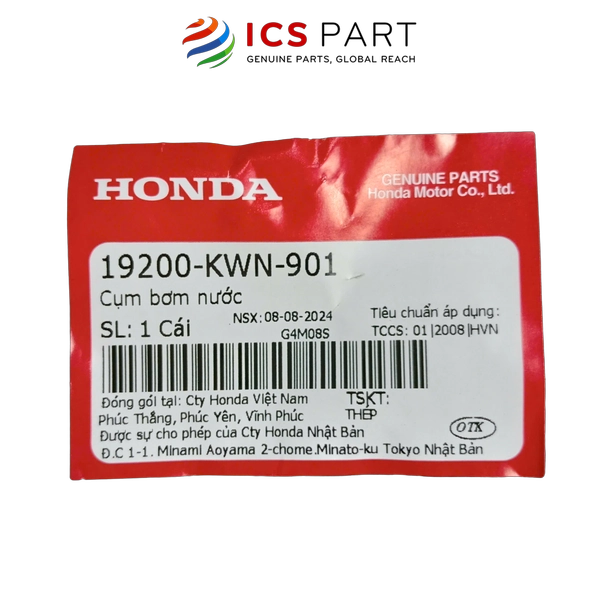 ICS PART
GENUINE PARTS, GLOBAL REACH
HONDA
GENUINE PARTS
Honda Motor Co., Ltd.
19200-KWN-901
Cụm bơm nước
NSX: 08-08-2024
Tiêu chuẩn áp dụng :
SL: 1 Cái
G4M08S
TCCS: 01|2008|HVN
Đóng gói tại: Cty Honda Việt Nam
TSKT:
Phúc Thắng, Phúc Yên, Vĩnh Phúc
THÉP
Được sự cho phép của Cty Honda Nhật Bản
OTK
Đ.C 1-1. Minami Aoyama 2-chome.Minato-ku Tokyo Nhật Bản